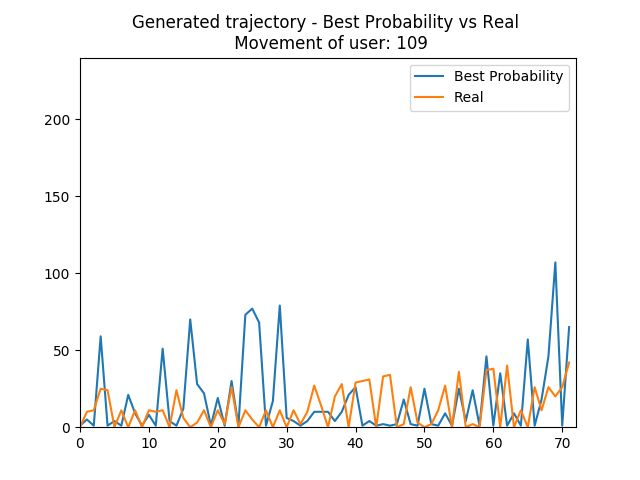 Generated trajectory - Best Probability vs Real
Movement of user: 109
Best Probability
Real
200
150
100
50
0
0 10 20 30 40 50 60 70